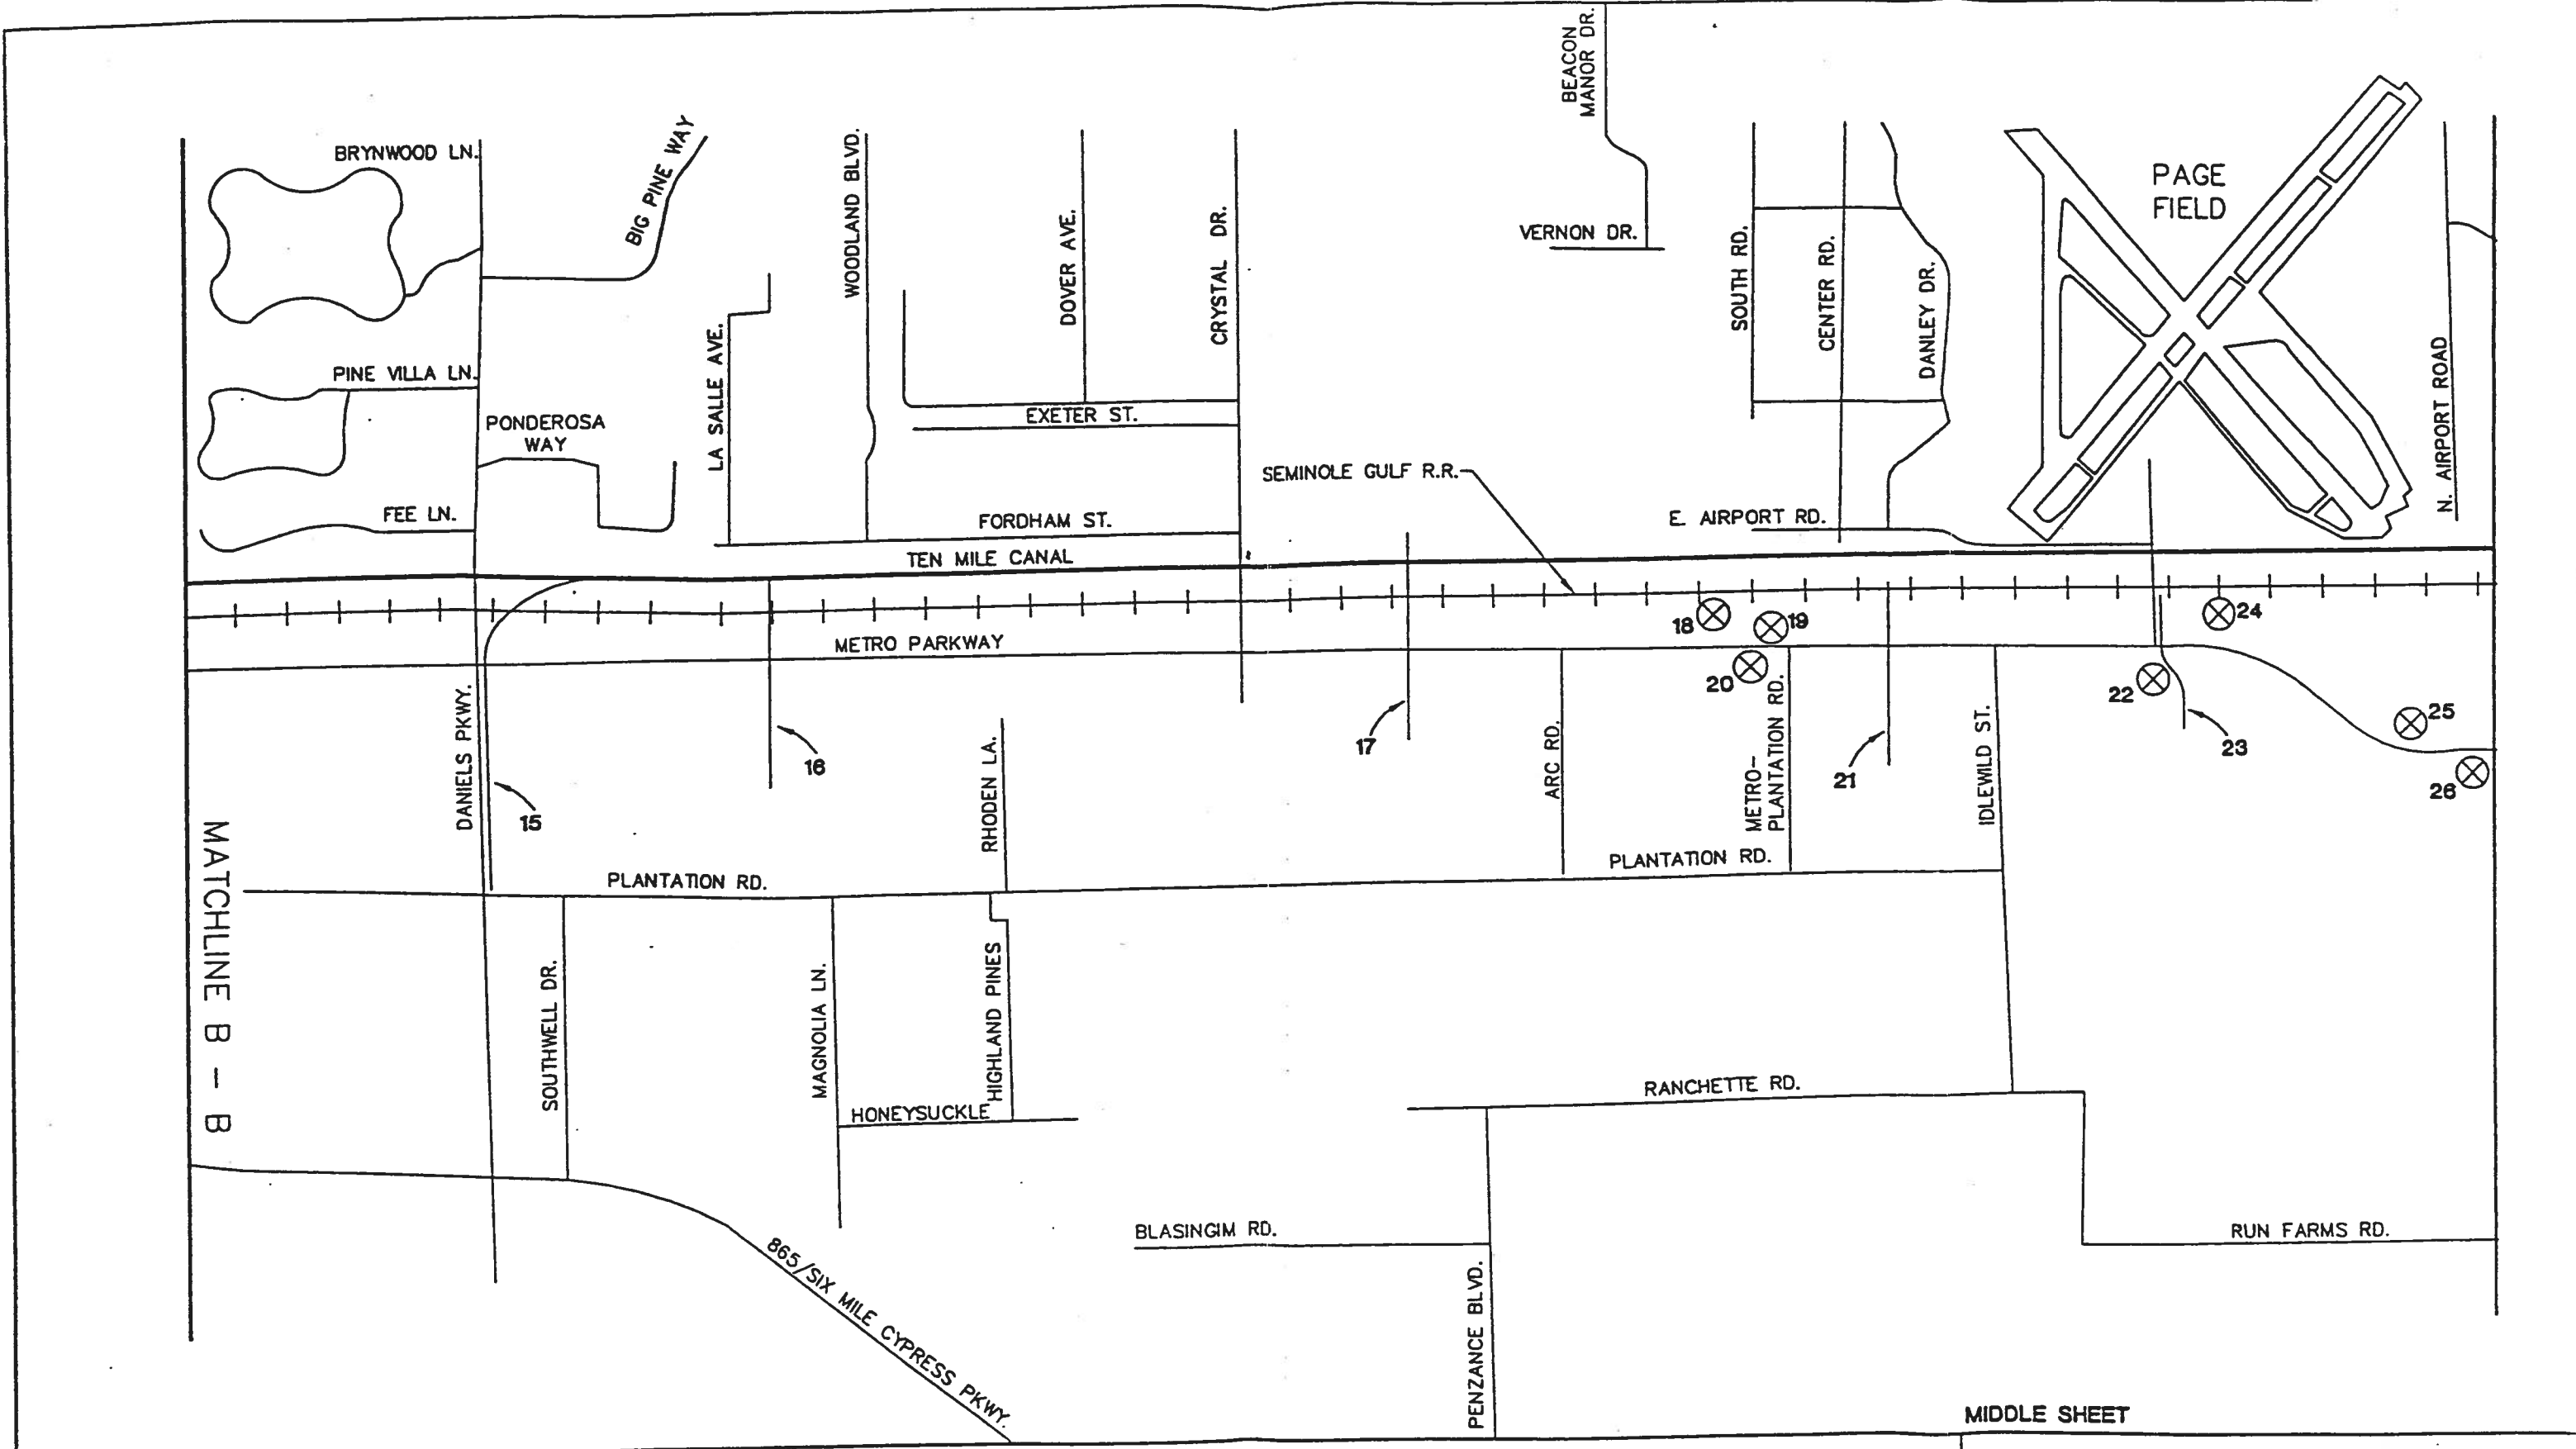 BEACON
MANOR DR.
BRYNWOOD LN.
BIG PINE WAY
WOODLAND BLVD.
DOVER AVE.
CRYSTAL DR.
VERNON DR.
SOUTH RD.
CENTER RD.
DANLEY DR.
PAGE
FIELD
N. AIRPORT ROAD
PINE VILLA LN.
PONDEROSA
WAY
LA SALLE AVE.
EXETER ST.
SEMINOLE GULF R.R.
FEE LN.
FORDHAM ST.
E. AIRPORT RD.
TEN MILE CANAL
METRO PARKWAY
18
19
24
20
22
25
23
26
DANIELS PKWY.
15
16
RHODEN LA.
17
ARC RD.
METRO-
PLANTATION RD.
21
IDLEWILD ST.
MATCHLINE B - B
PLANTATION RD.
PLANTATION RD.
SOUTHWELL DR.
MAGNOLIA LN.
HIGHLAND PINES
HONEYSUCKLE
RANCHETTE RD.
BLASINGIM RD.
RUN FARMS RD.
865/SIX MILE CYPRESS PKWY.
PENZANCE BLVD.
MIDDLE SHEET